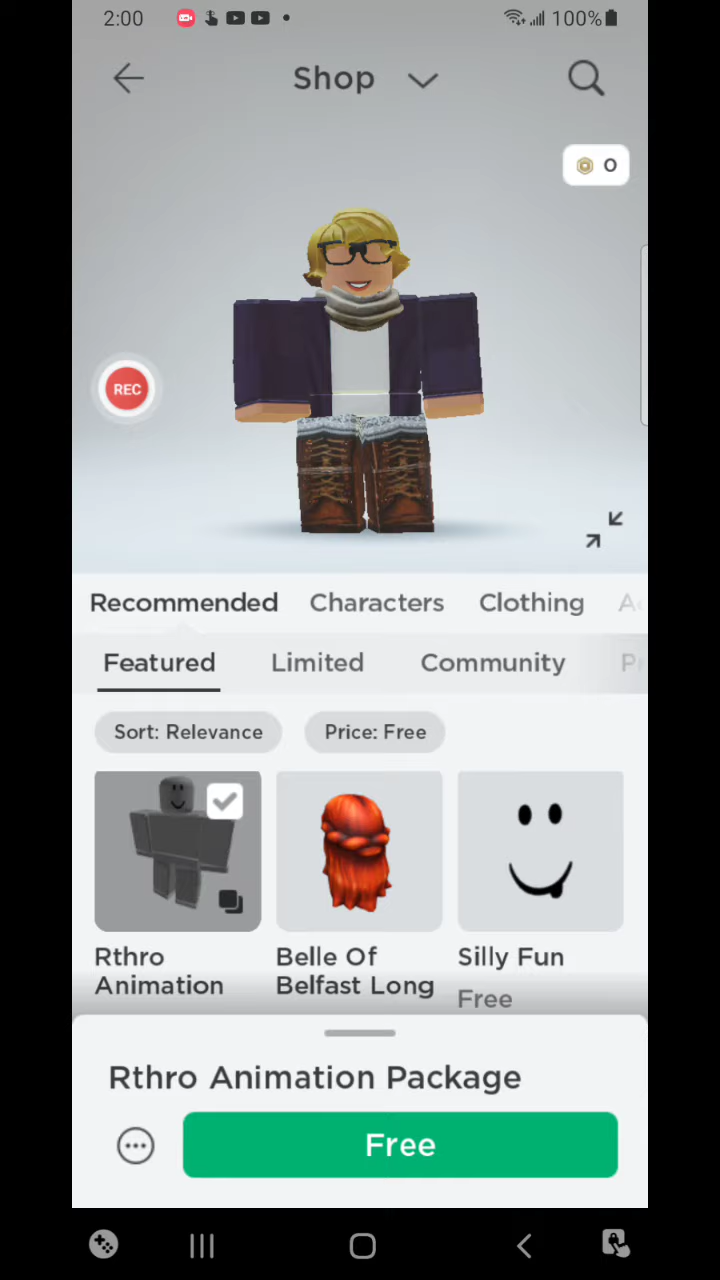 2:00
100%
Shop
0
REC
Recommended Characters Clothing
Featured Limited Community
Sort: Relevance Price: Free
Rthro Belle Of Silly Fun
Animation Belfast Long
Free
Rthro Animation Package
Free